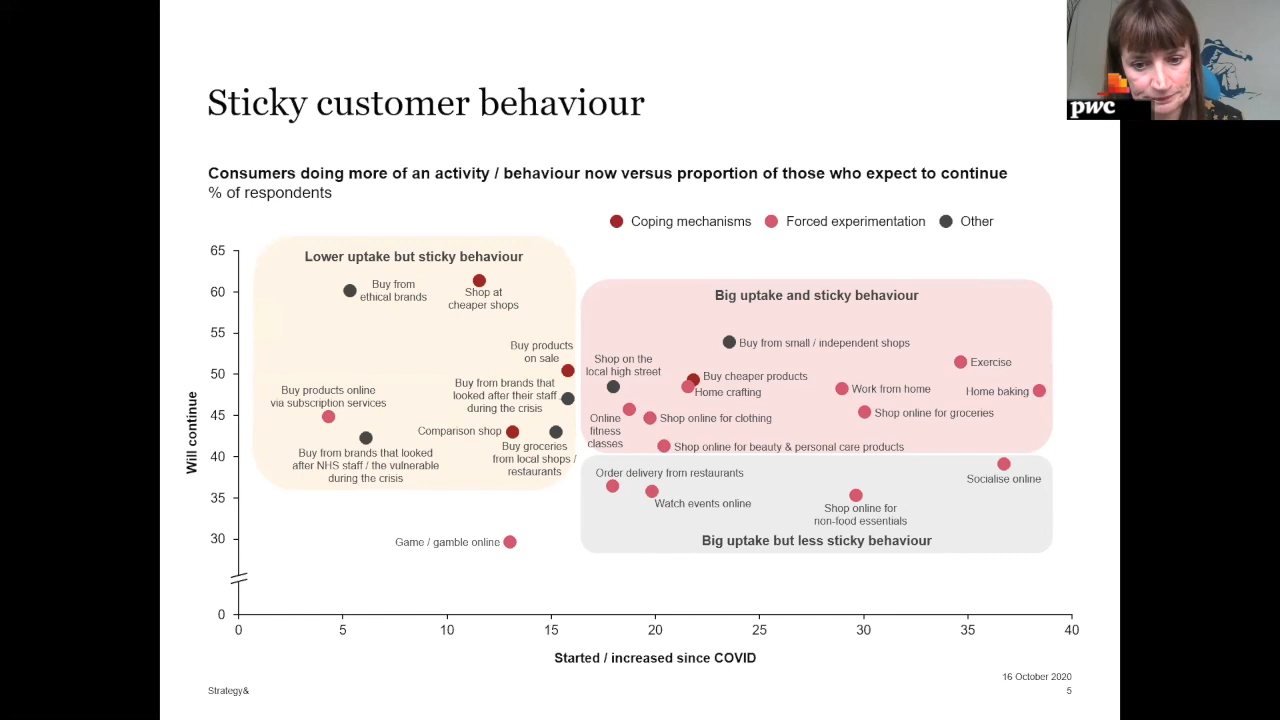 pwc
Sticky customer behaviour
Consumers doing more of an activity / behaviour now versus proportion of those who expect to continue
% of respondents
Coping mechanisms
Forced experimentation
Other
65
60
55
50
45
40
35
30
0
Will continue
Lower uptake but sticky behaviour
Buy from
ethical brands
Shop at
cheaper shops
Buy products
on sale
Buy products online
via subscription services
Buy from brands that
looked after their staff
during the crisis
Comparison shop
Buy from brands that looked
after NHS staff / the vulnerable
during the crisis
Buy groceries
from local shops /
restaurants
Game / gamble online
Big uptake and sticky behaviour
Buy from small / independent shops
Shop on the
local high street
Exercise
Buy cheaper products
Home crafting
Work from home
Home baking
Online
fitness
classes
Shop online for clothing
Shop online for groceries
Shop online for beauty & personal care products
Order delivery from restaurants
Socialise online
Watch events online
Shop online for
non-food essentials
Big uptake but less sticky behaviour
0
5
10
15
20
25
30
35
40
Started / increased since COVID
16 October 2020
Strategy&
5